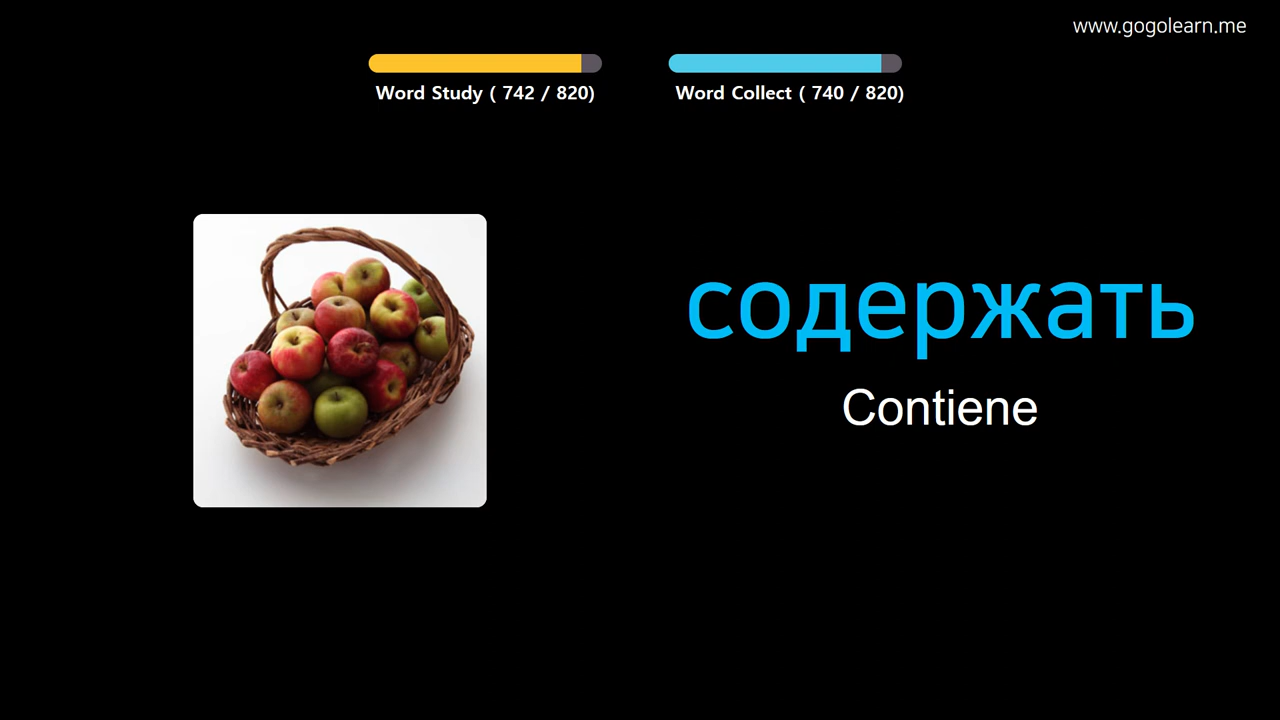 www.gogolearn.me
Word Study ( 742 / 820)
Word Collect ( 740 / 820)
содержать
Contiene